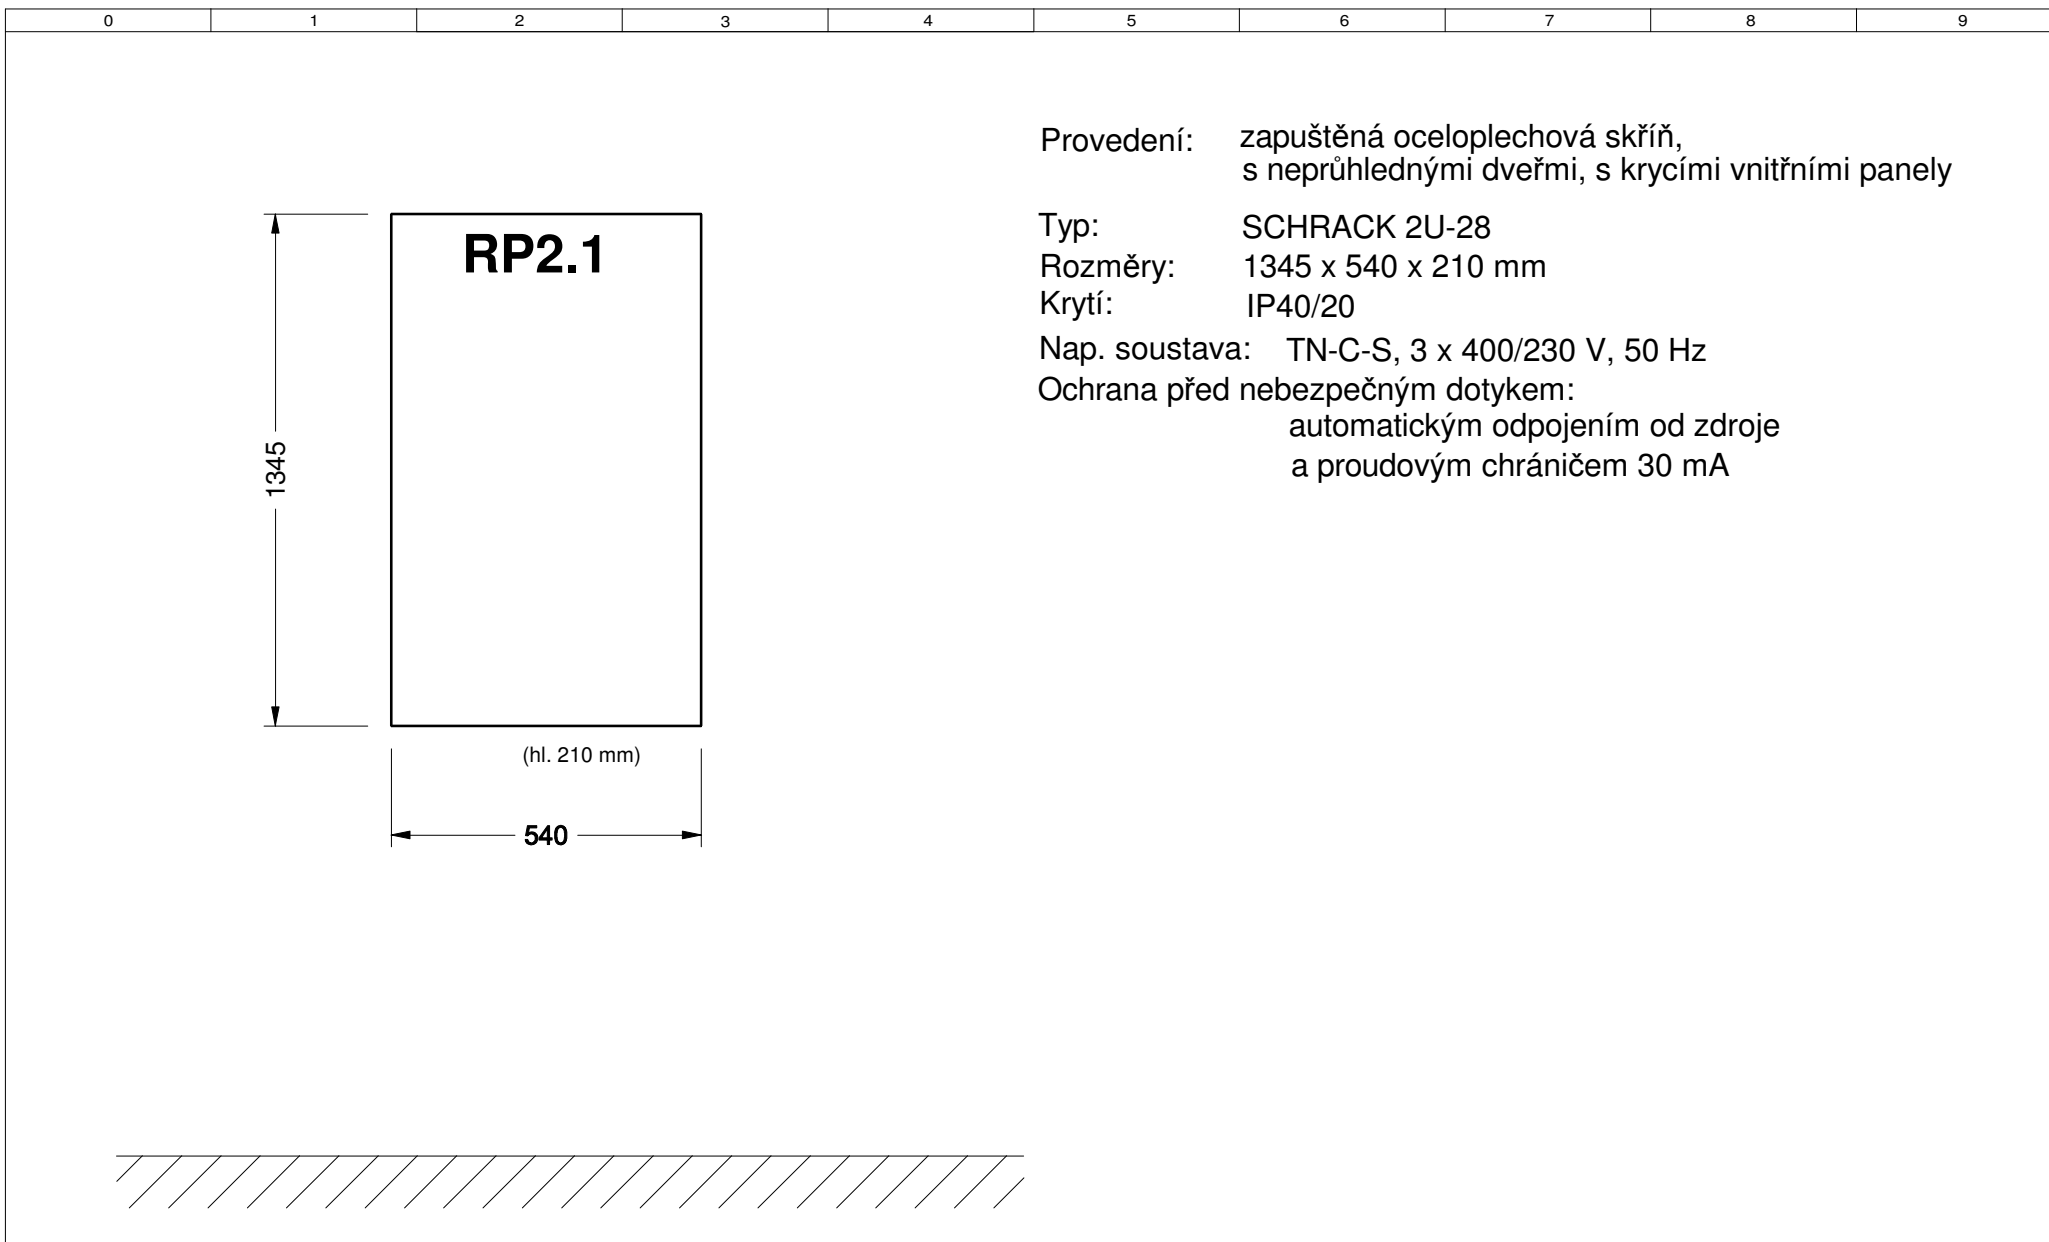 0 1 2 3 4 5 6 7 8 9
Provedení: zapuštěná oceloplechová skříň,
s neprůhlednými dveřmi, s krycími vnitřními panely
RP2.1
Typ: SCHRACK 2U-28
Rozměry: 1345 x 540 x 210 mm
Krytí: IP40/20
Nap. soustava: TN-C-S, 3 x 400/230 V, 50 Hz
Ochrana před nebezpečným dotykem:
automatickým odpojením od zdroje
a proudovým chráničem 30 mA
1345
(hl. 210 mm)
540